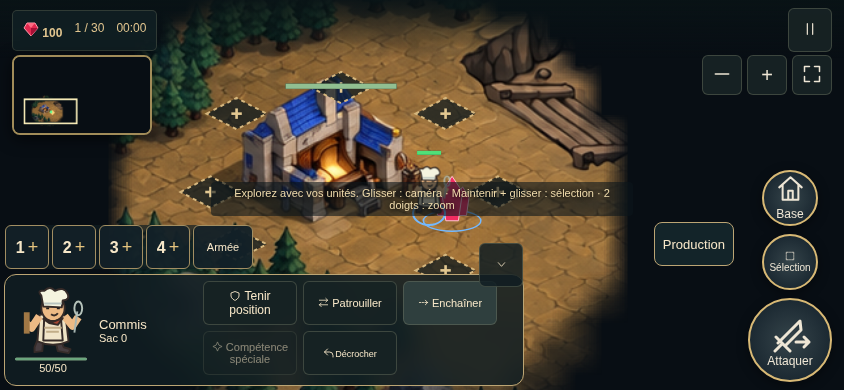 100
1 / 30
00:00
Explorez avec vos unités. Glisser : caméra · Maintenir + glisser : sélection · 2
doigts : zoom
1 +
2 +
3 +
4 +
Armée
Production
Base
Sélection
Attaquer
Commis
Sac 0
50/50
Tenir
position
Patrouiller
Enchaîner
Compétence
spéciale
Décrocher